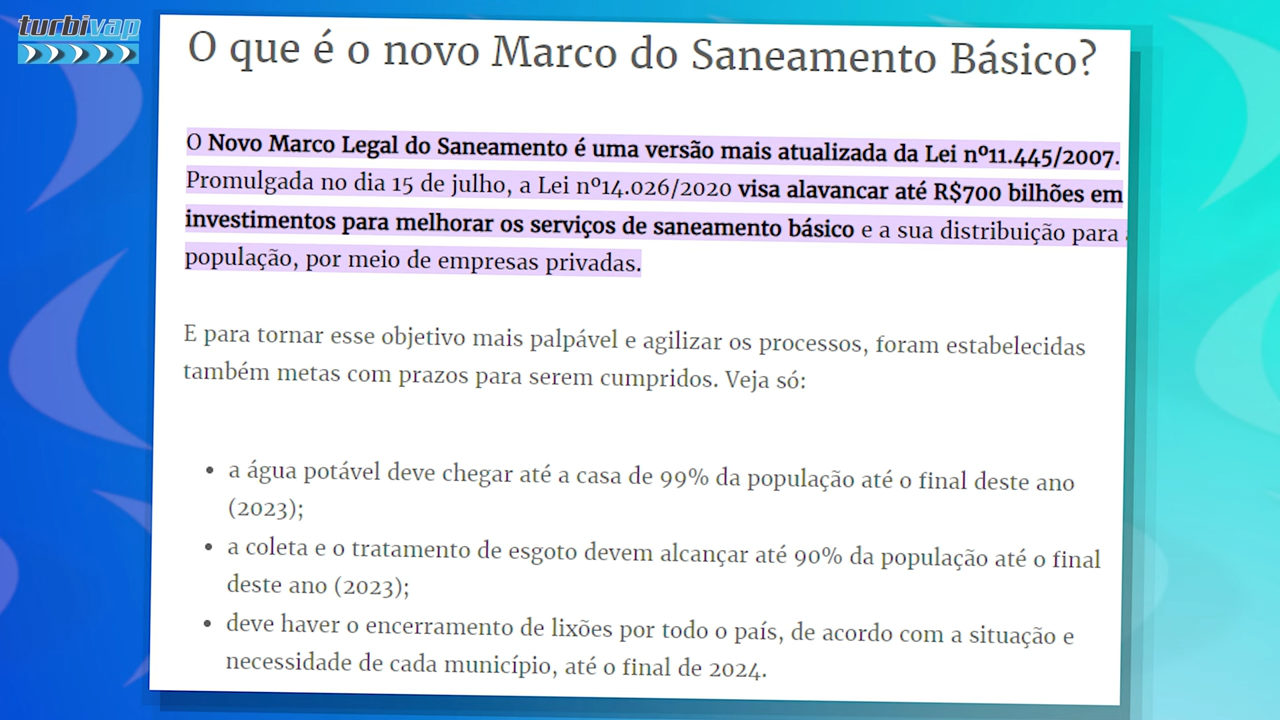 turbivap
O que é o novo Marco do Saneamento Básico?
O Novo Marco Legal do Saneamento é uma versão mais atualizada da Lei nº11.445/2007.
Promulgada no dia 15 de julho, a Lei nº14.026/2020 visa alavancar até R$700 bilhões em
investimentos para melhorar os serviços de saneamento básico e a sua distribuição para a
população, por meio de empresas privadas.
E para tornar esse objetivo mais palpável e agilizar os processos, foram estabelecidas
também metas com prazos para serem cumpridos. Veja só:
• a água potável deve chegar até a casa de 99% da população até o final deste ano
(2023);
• a coleta e o tratamento de esgoto devem alcançar até 90% da população até o final
deste ano (2023);
• deve haver o encerramento de lixões por todo o país, de acordo com a situação e
necessidade de cada município, até o final de 2024.